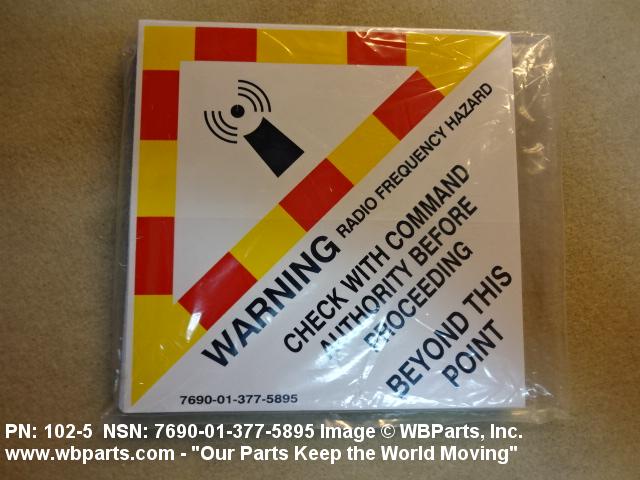 WARNING RADIO FREQUENCY HAZARD
CHECK WITH COMMAND
AUTHORITY BEFORE
PROCEEDING
BEYOND THIS
POINT
7690-01-377-5895
PN: 102-5 NSN: 7690-01-377-5895 Image © WBParts, Inc.
www.wbparts.com - "Our Parts Keep the World Moving"